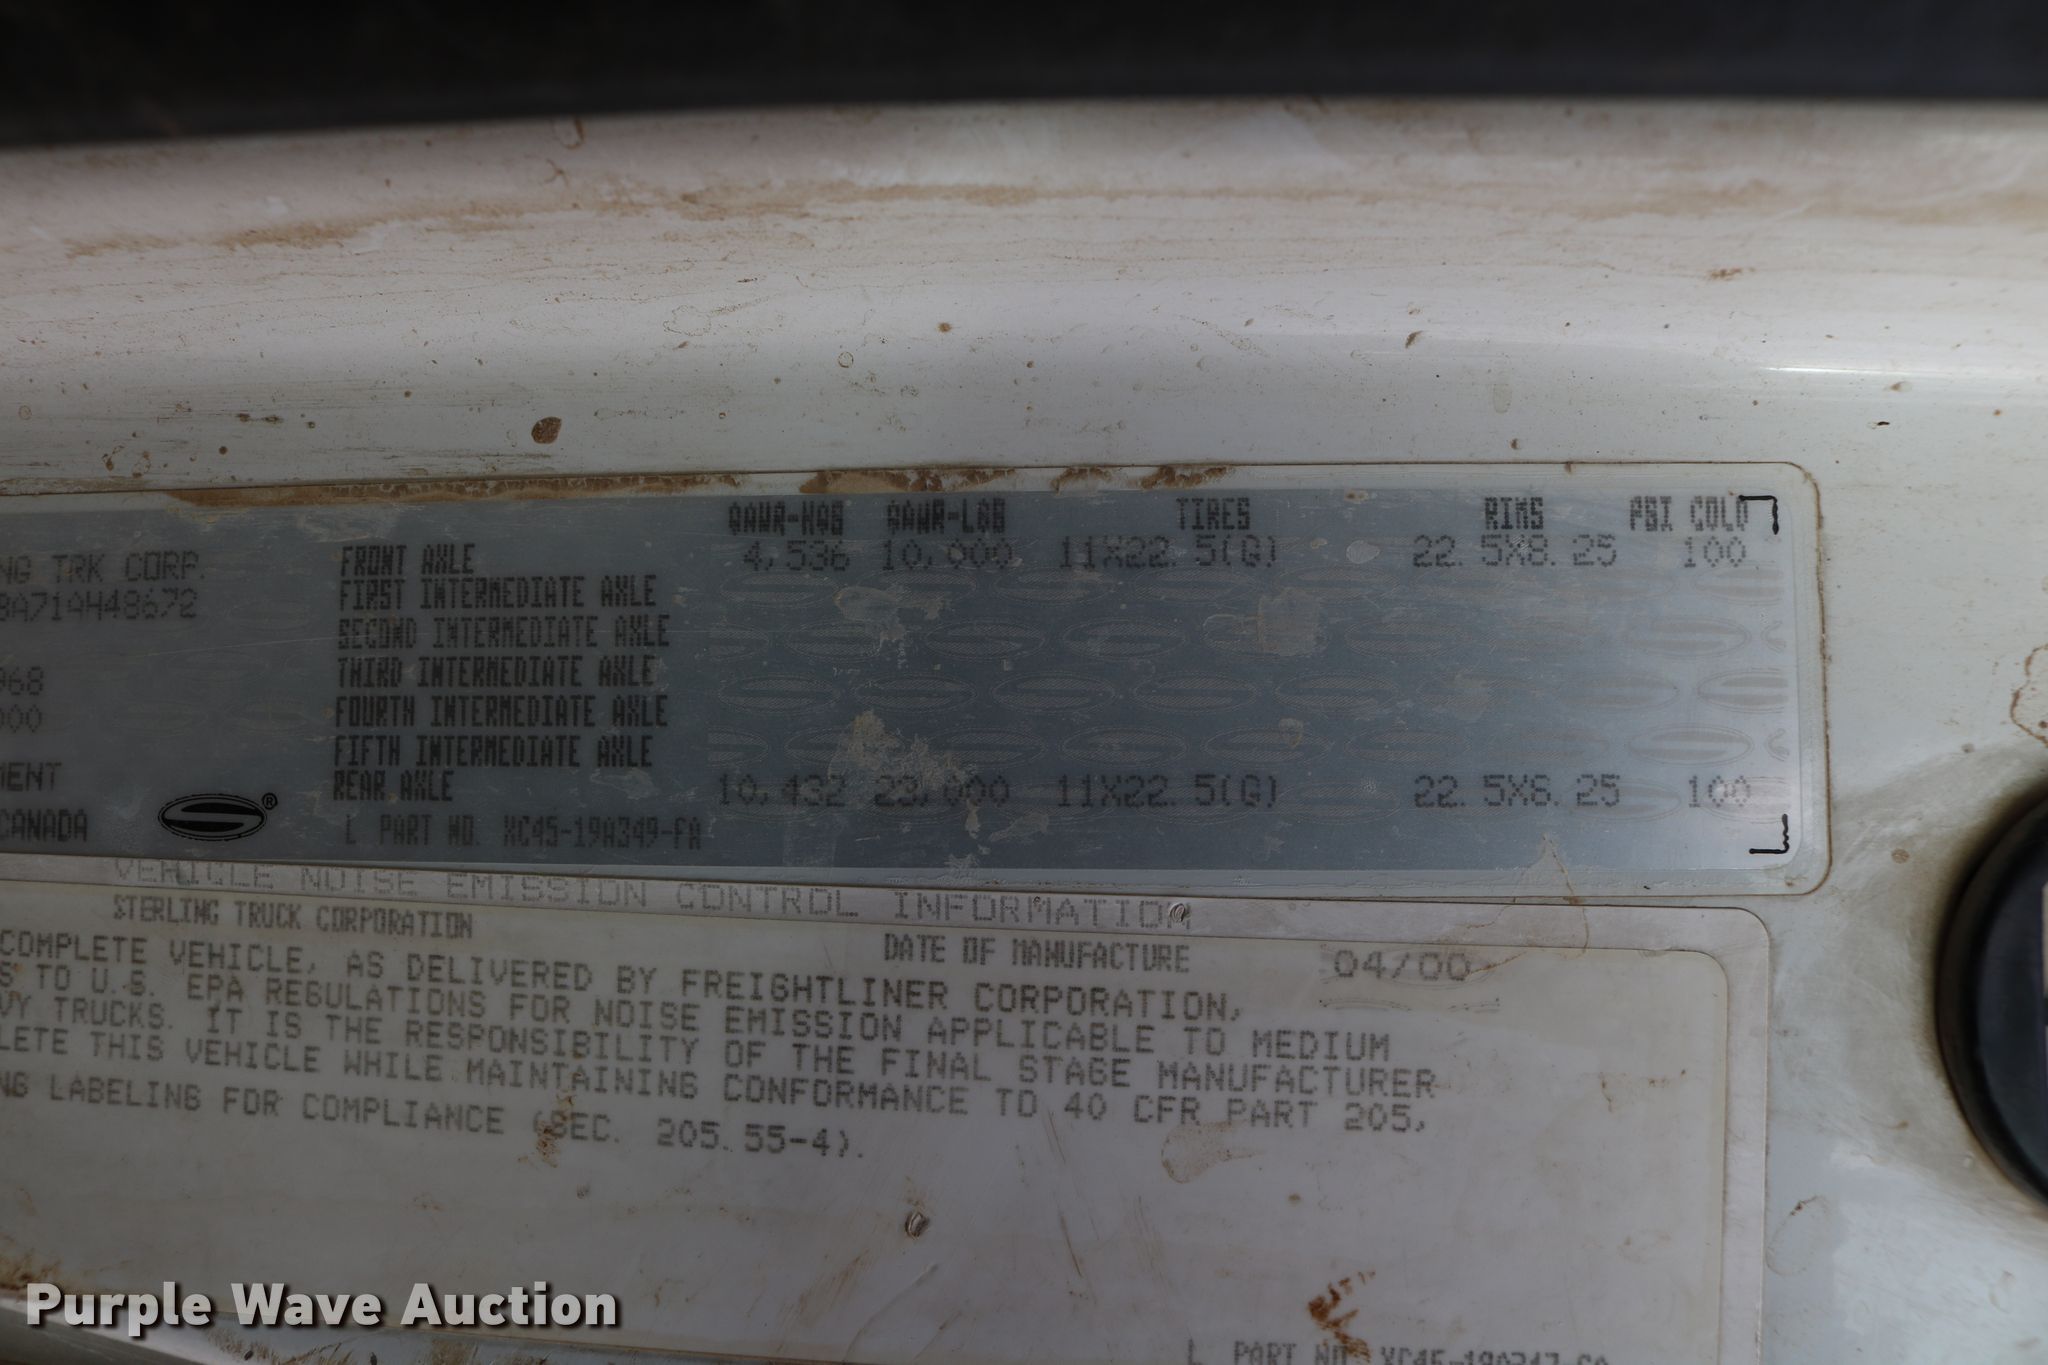 GAWR-KGS GAWR-LBS TIRES RIMS PSI COLD
NG TRK CORP. FRONT AXLE 4,536 10,000 11X22.5(G) 22.5X8.25 100
8A71AH48672 FIRST INTERMEDIATE AXLE
SECOND INTERMEDIATE AXLE
968 THIRD INTERMEDIATE AXLE
000 FOURTH INTERMEDIATE AXLE
FIFTH INTERMEDIATE AXLE
MENT REAR AXLE 10,432 23,000 11X22.5(G) 22.5X8.25 100
CANADA ® L PART NO. XC45-19A349-FA
VEHICLE NOISE EMISSION CONTROL INFORMATION
STERLING TRUCK CORPORATION DATE OF MANUFACTURE 04/00
COMPLETE VEHICLE, AS DELIVERED BY FREIGHTLINER CORPORATION,
S TO U.S. EPA REGULATIONS FOR NOISE EMISSION APPLICABLE TO MEDIUM
VY TRUCKS. IT IS THE RESPONSIBILITY OF THE FINAL STAGE MANUFACTURER
LETE THIS VEHICLE WHILE MAINTAINING CONFORMANCE TO 40 CFR PART 205,
NG LABELING FOR COMPLIANCE (SEC. 205.55-4).
L PART NO.
Purple Wave Auction